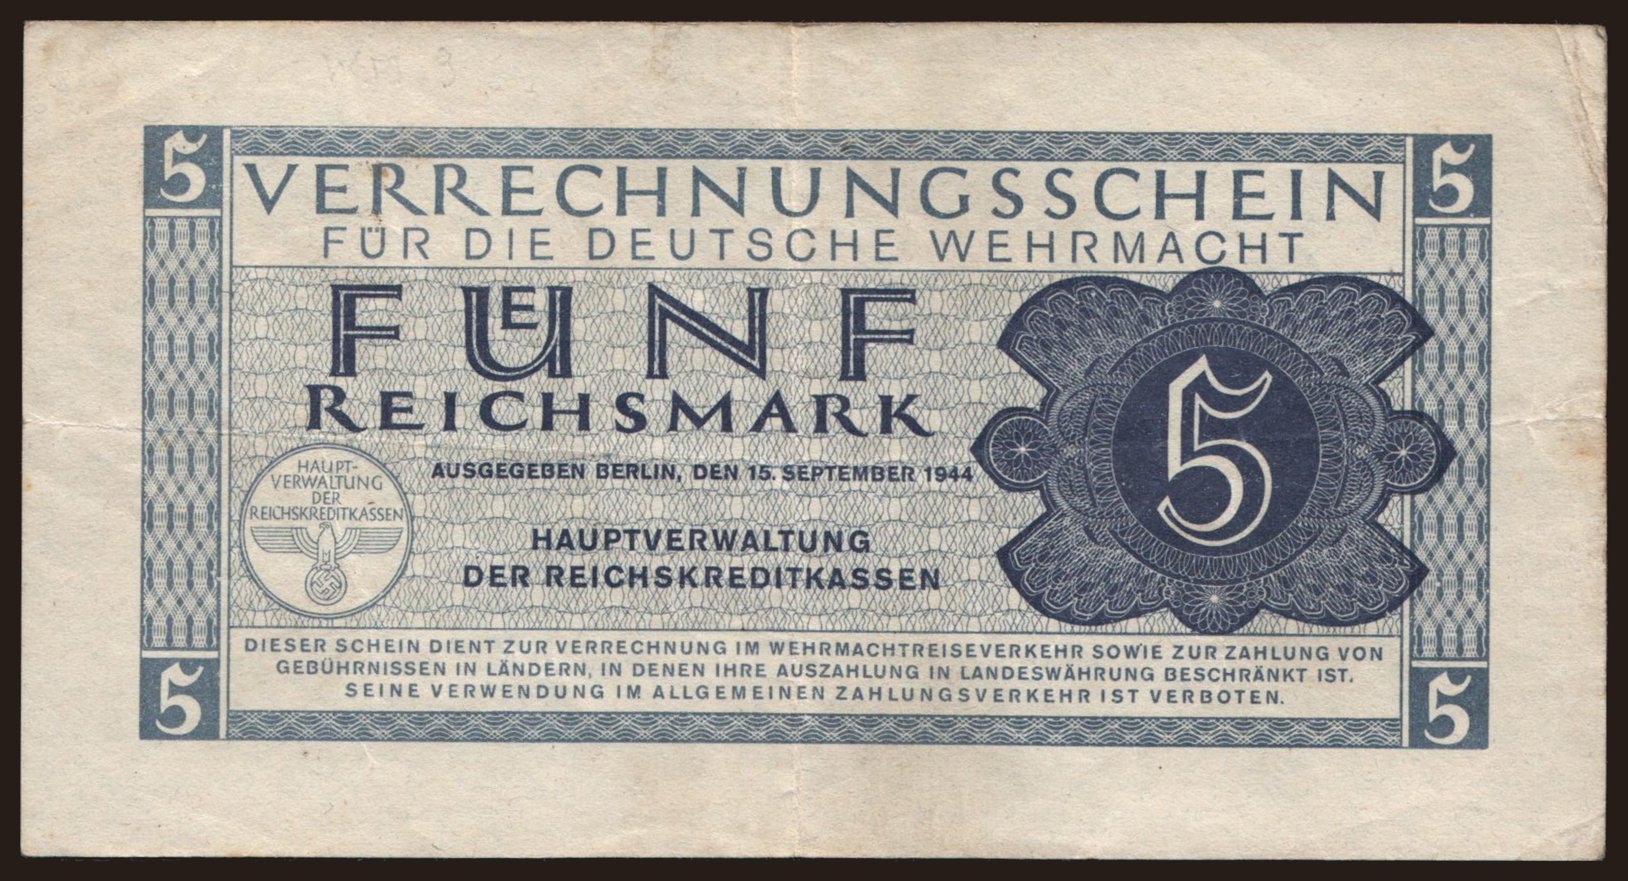 5 5
VERRECHNUNGSSCHEIN
FÜR DIE DEUTSCHE WEHRMACHT
FUENF
REICHSMARK
5
HAUPT-
VERWALTUNG
DER
REICHSKREDITKASSEN
AUSGEGEBEN BERLIN, DEN 15. SEPTEMBER 1944
HAUPTVERWALTUNG
DER REICHSKREDITKASSEN
DIESER SCHEIN DIENT ZUR VERRECHNUNG IM WEHRMACHTREISEVERKEHR SOWIE ZUR ZAHLUNG VON
GEBÜHRNISSEN IN LÄNDERN, IN DENEN IHRE AUSZAHLUNG IN LANDESWÄHRUNG BESCHRÄNKT IST.
SEINE VERWENDUNG IM ALLGEMEINEN ZAHLUNGSVERKEHR IST VERBOTEN.
5 5